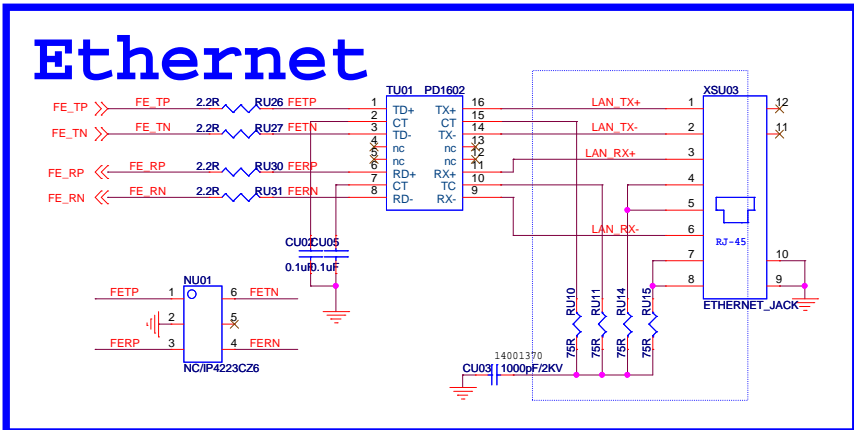 Ethernet
TU01 PD1602
XSU03
FE_TP FE_TP 2.2R RU26 FETP 1 TD+ TX+ 16 LAN_TX+ 1 12
2 CT CT 15
FE_TN FE_TN 2.2R RU27 FETN 3 TD- TX- 14 LAN_TX- 2 11
4 nc 13
5 nc 12
FE_RP FE_RP 2.2R RU30 FERP 6 RD+ RX+ 11 LAN_RX+ 3
7 CT TC 10 4
FE_RN FE_RN 2.2R RU31 FERN 8 RD- RX- 9 5
LAN_RX- 6 RJ-45
CU02 CU05 7 10
0.1uF 0.1uF 8 9
ETHERNET_JACK
NU01
FETP 1 6 FETN
2 5
FERP 3 4 FERN
NC/IP4223CZ6
RU10 RU11 RU14 RU15
75R 75R 75R 75R
14001370
CU03 1000pF/2KV